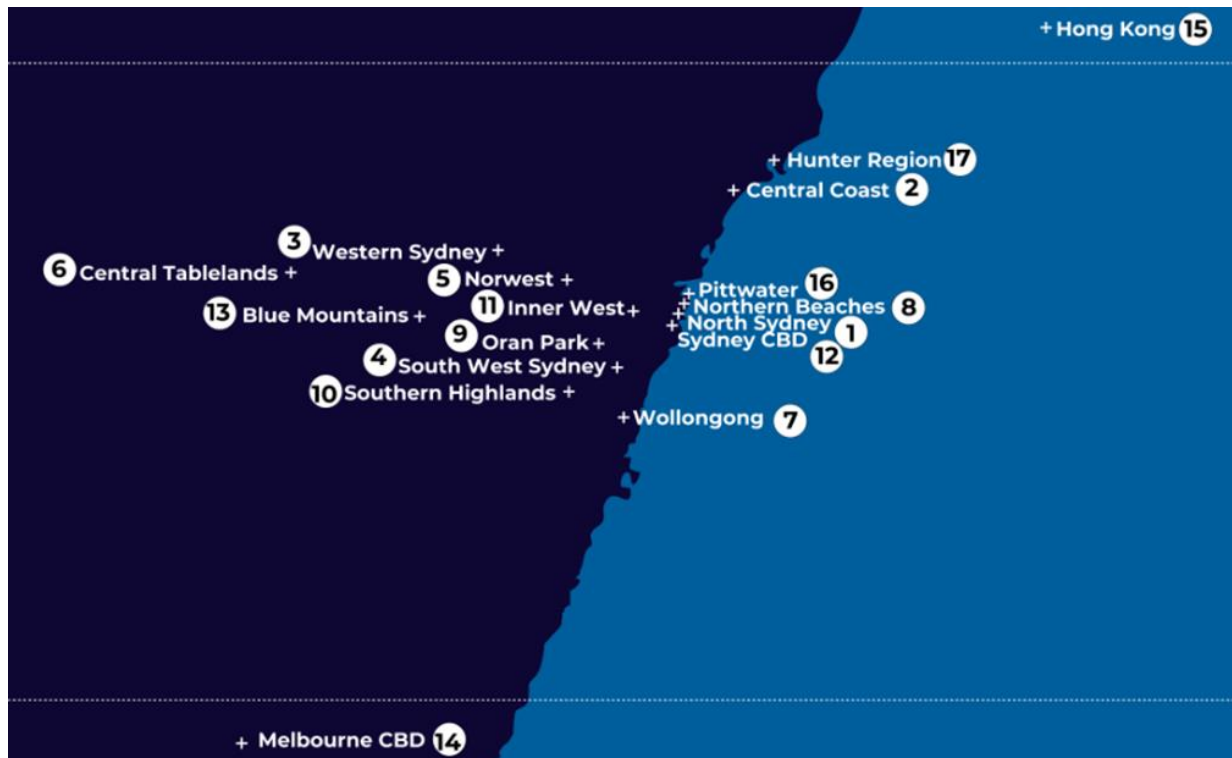 Hong Kong 15
Hunter Region 17
Central Coast 2
3 Western Sydney
6 Central Tablelands
5 Norwest
Pittwater 16
11 Inner West
Northern Beaches 8
13 Blue Mountains
North Sydney 1
9 Oran Park
Sydney CBD 12
4 South West Sydney
10 Southern Highlands
Wollongong 7
Melbourne CBD 14